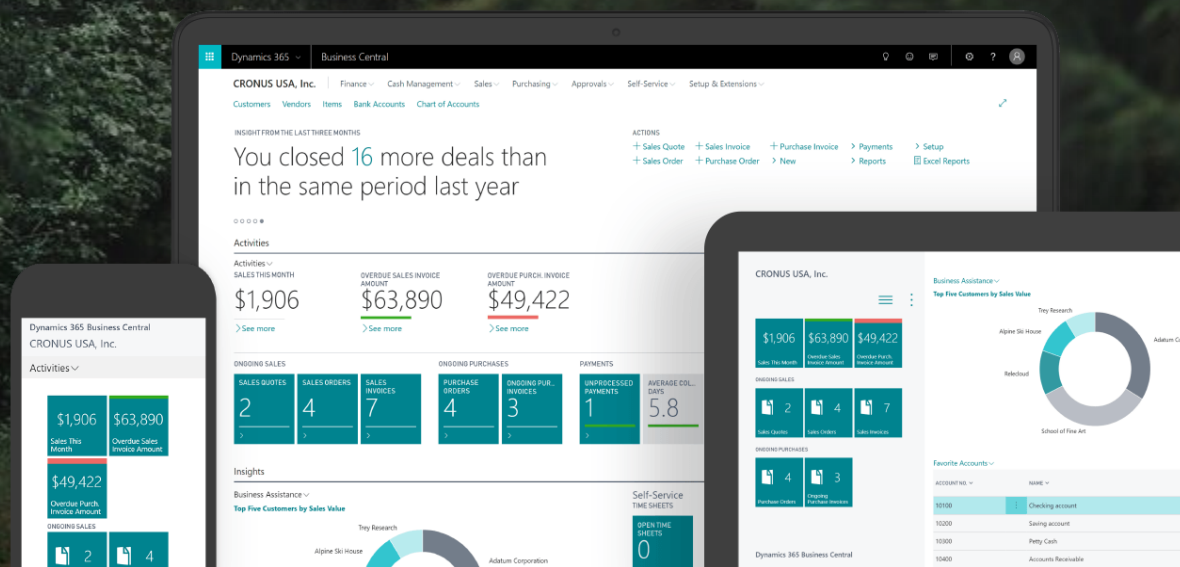 Dynamics 365
Business Central
CRONUS USA, Inc.
Finance
Cash Management
Sales
Purchasing
Approvals
Self-Service
Setup & Extensions
Customers
Vendors
Items
Bank Accounts
Chart of Accounts
INSIGHT FROM THE LAST THREE MONTHS
You closed 16 more deals than
in the same period last year
ACTIONS
+ Sales Quote
+ Sales Invoice
+ Purchase Invoice
> Payments
> Setup
+ Sales Order
+ Purchase Order
> New
> Reports
Excel Reports
Activities
Activities
SALES THIS MONTH
$1,906
> See more
OVERDUE SALES INVOICE
AMOUNT
$63,890
> See more
OVERDUE PURCH. INVOICE
AMOUNT
$49,422
> See more
ONGOING SALES
SALES QUOTES
2
SALES ORDERS
4
SALES
INVOICES
7
ONGOING PURCHASES
PURCHASE
ORDERS
4
ONGOING PUR...
INVOICES
3
PAYMENTS
UNPROCESSED
PAYMENTS
1
AVERAGE COL...
DAYS
5.8
Insights
Business Assistance
Top Five Customers by Sales Value
Trey Research
Alpine Ski House
Adatum Corporation
Self-Service
TIME SHEETS
OPEN TIME
SHEETS
0
Dynamics 365 Business Central
CRONUS USA, Inc.
Activities
$1,906
Sales This
Month
$63,890
Overdue Sales
Invoice Amount
$49,422
Overdue Purch.
Invoice Amount
ONGOING SALES
2
4
CRONUS USA, Inc.
$1,906
Sales This Month
$63,890
Overdue Sales
Invoice Amount
$49,422
Overdue Purch.
Invoice Amount
ONGOING SALES
2
Sales Quotes
4
Sales Orders
7
Sales Invoices
ONGOING PURCHASES
4
Purchase Orders
3
Ongoing
Purchase Invoices
Dynamics 365 Business Central
Business Assistance
Top Five Customers by Sales Value
Trey Research
Alpine Ski House
Adatum Co
Relecloud
School of Fine Art
Favorite Accounts
ACCOUNT NO.
NAME
10100
Checking account
10200
Saving account
10300
Petty Cash
10400
Accounts Receivable